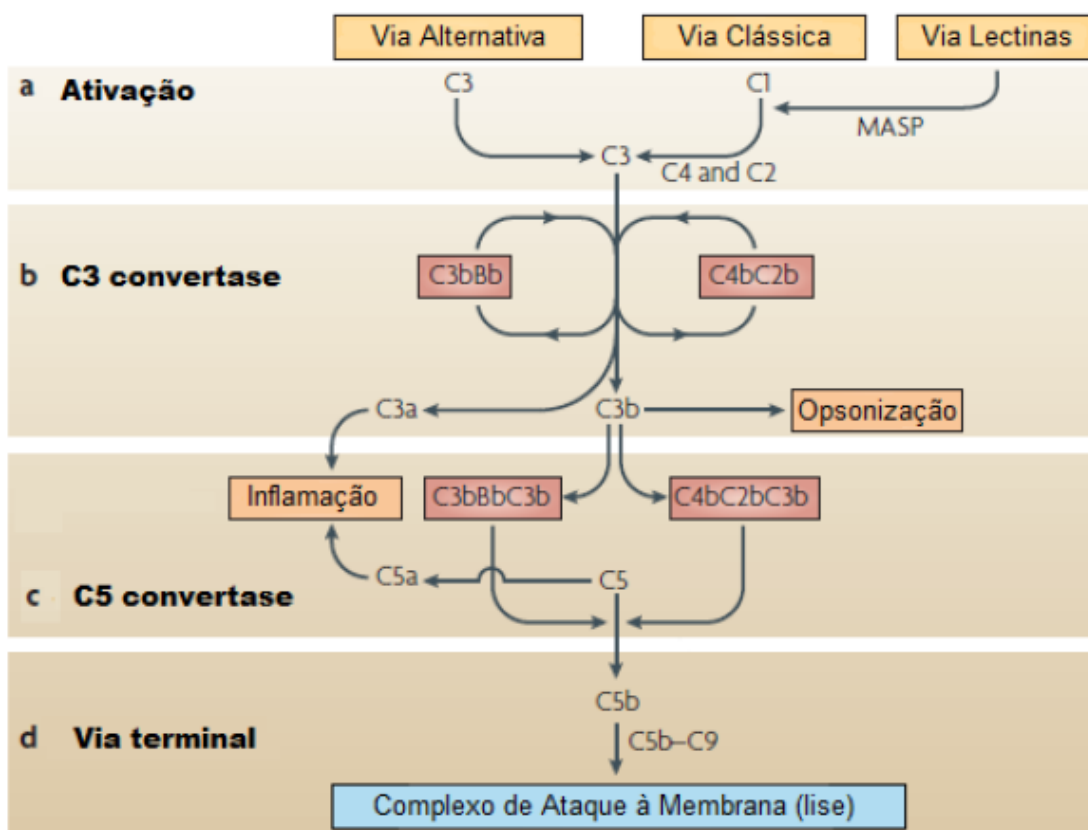 Via Alternativa
Via Clássica
Via Lectinas
a Ativação
C3
C1
MASP
C3
C4 and C2
b C3 convertase
C3bBb
C4bC2b
C3a
C3b
Opsonização
Inflamação
C3bBbC3b
C4bC2bC3b
C5a
C5
c C5 convertase
C5b
d Via terminal
C5b–C9
Complexo de Ataque à Membrana (lise)